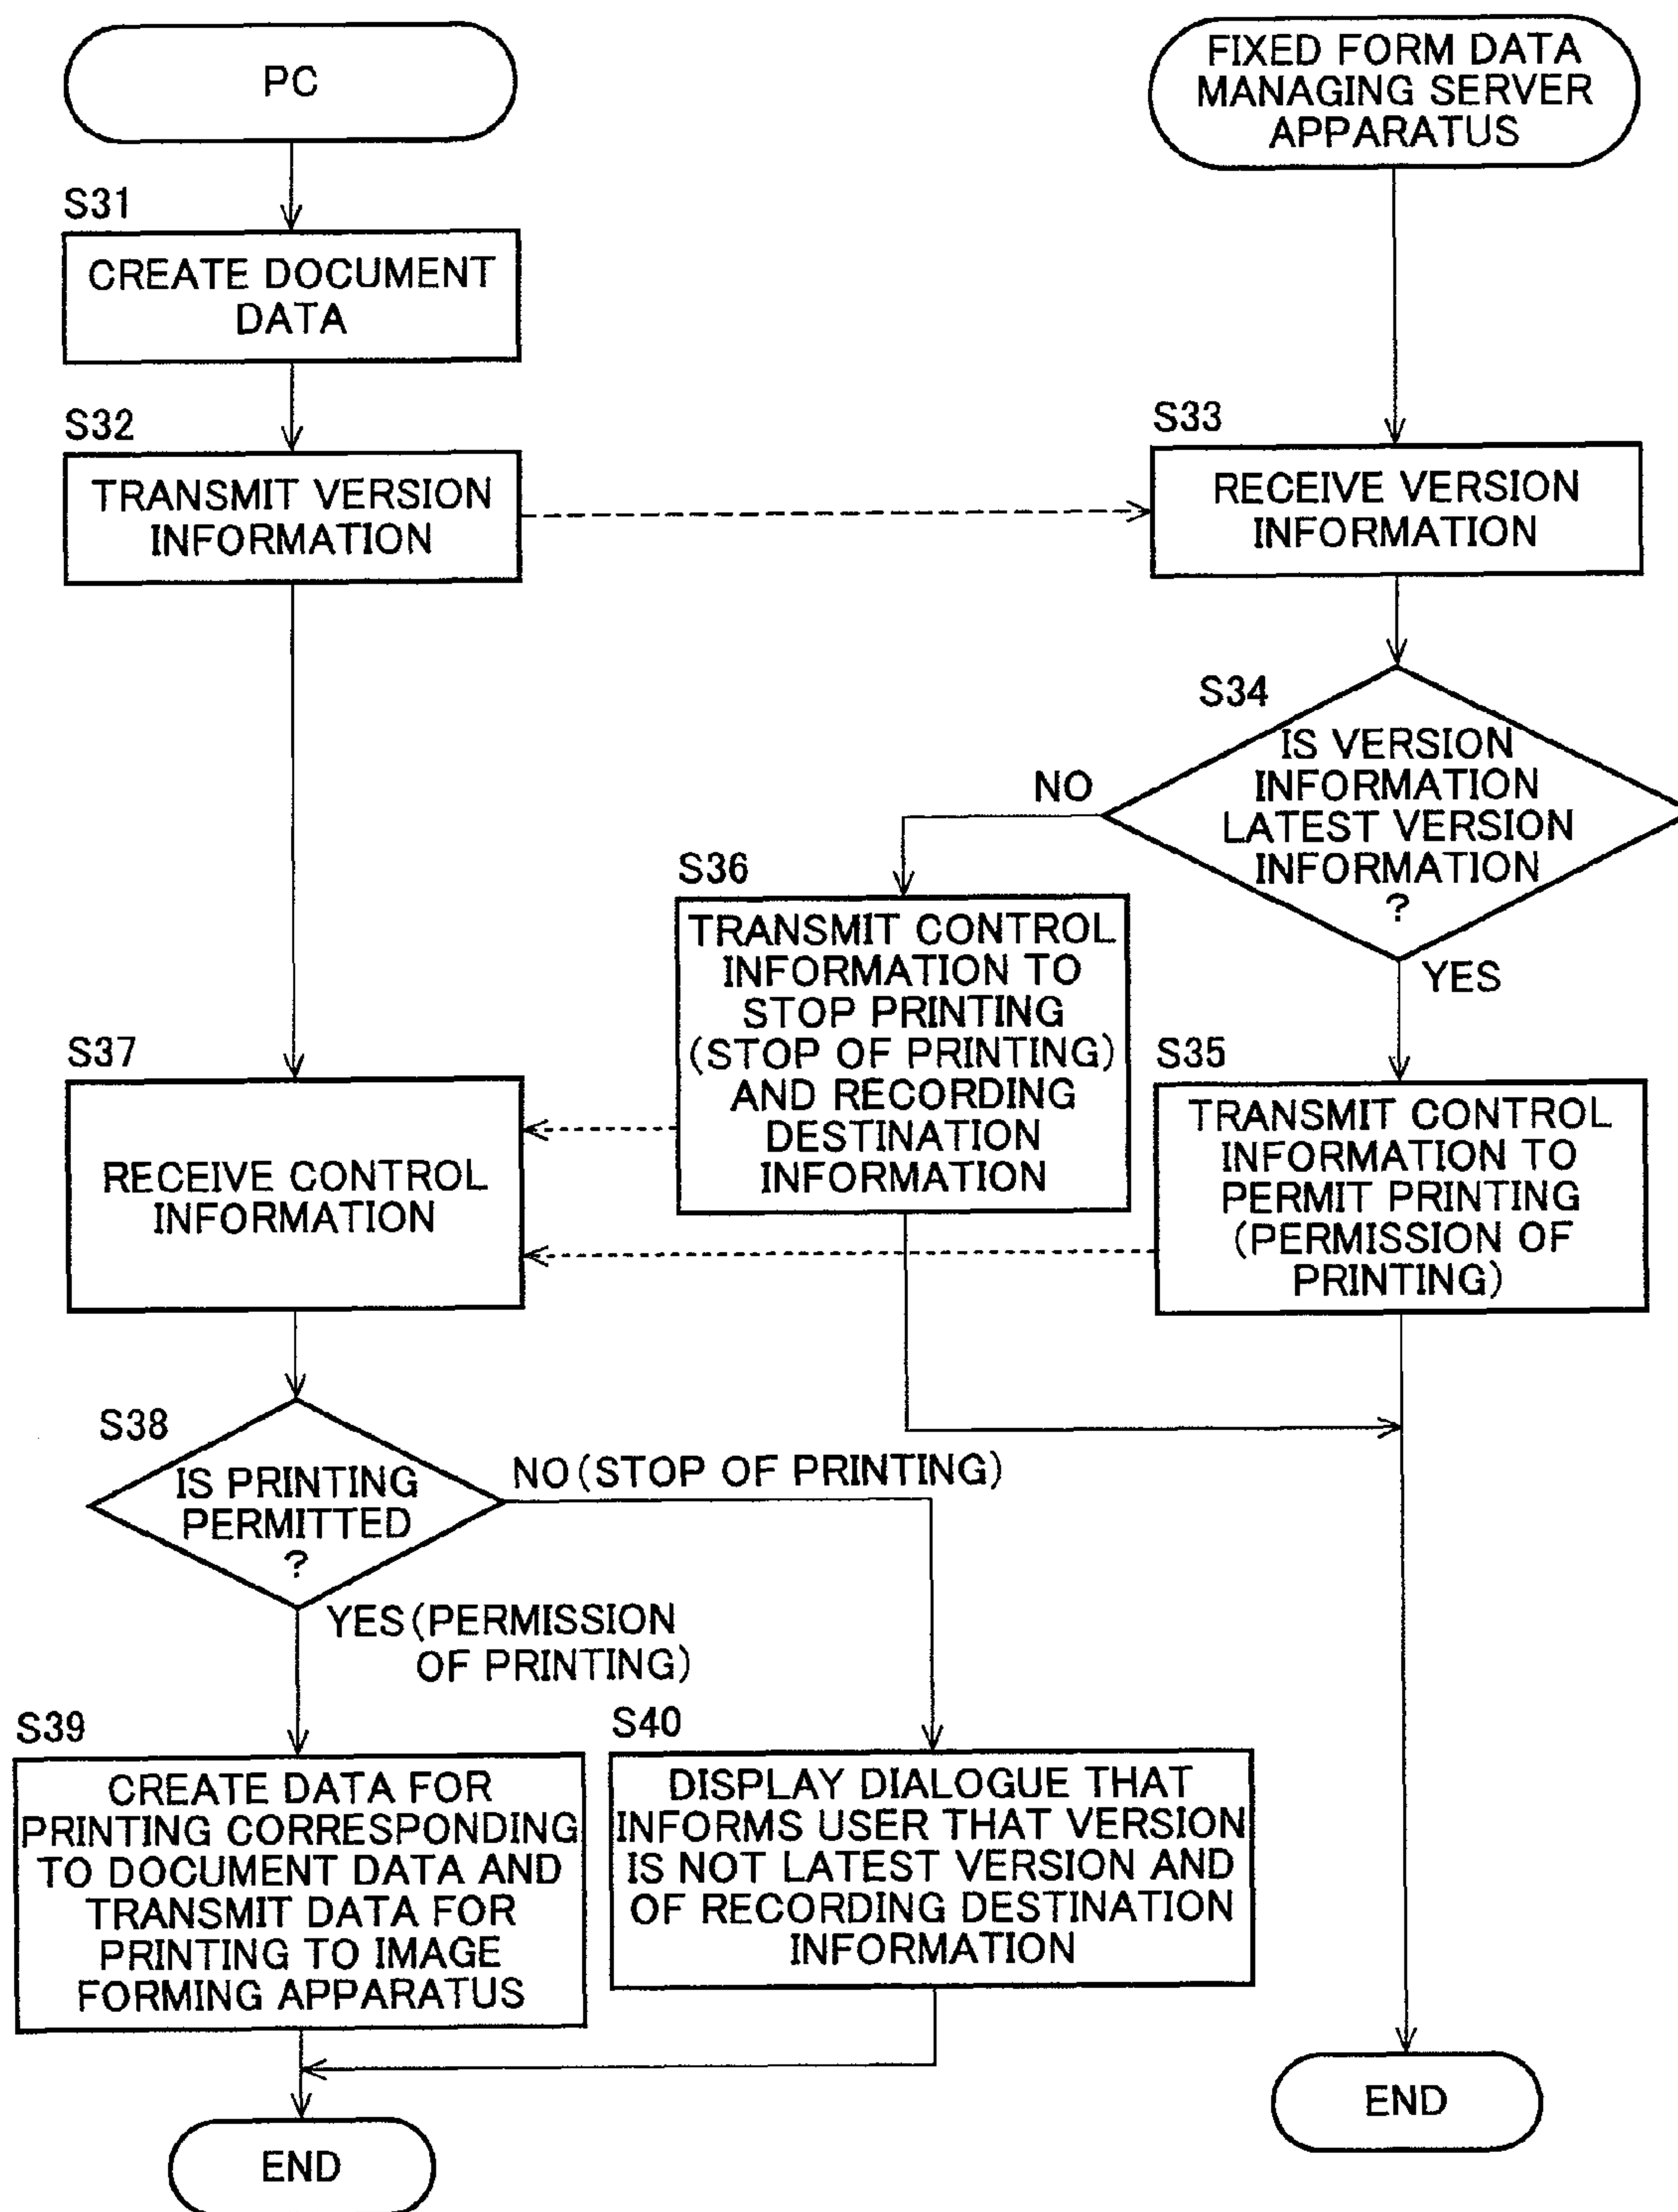 PC
FIXED FORM DATA
MANAGING SERVER
APPARATUS
S31
CREATE DOCUMENT
DATA
S32
TRANSMIT VERSION
INFORMATION
S33
RECEIVE VERSION
INFORMATION
S34
IS VERSION
INFORMATION
LATEST VERSION
INFORMATION
?
NO
YES
S36
TRANSMIT CONTROL
INFORMATION TO
STOP PRINTING
(STOP OF PRINTING)
AND RECORDING
DESTINATION
INFORMATION
S35
TRANSMIT CONTROL
INFORMATION TO
PERMIT PRINTING
(PERMISSION OF
PRINTING)
S37
RECEIVE CONTROL
INFORMATION
S38
IS PRINTING
PERMITTED
?
NO(STOP OF PRINTING)
YES(PERMISSION
OF PRINTING)
S39
CREATE DATA FOR
PRINTING CORRESPONDING
TO DOCUMENT DATA AND
TRANSMIT DATA FOR
PRINTING TO IMAGE
FORMING APPARATUS
S40
DISPLAY DIALOGUE THAT
INFORMS USER THAT VERSION
IS NOT LATEST VERSION AND
OF RECORDING DESTINATION
INFORMATION
END
END